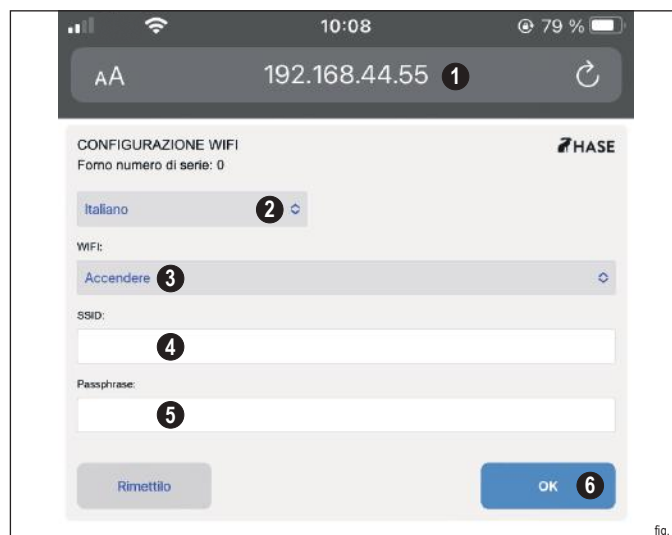 10:08 79 %
AA 192.168.44.55 1
CONFIGURAZIONE WIFI HASE
Forno numero di serie: 0
Italiano 2
WIFI:
Accendere 3
SSID:
4
Passphrase:
5
Rimettilo OK 6
fig.